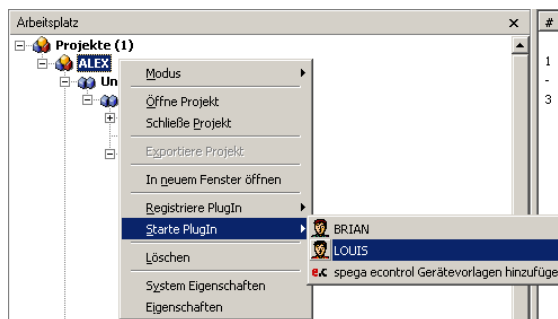 Arbeitsplatz
#
Projekte (1)
ALEX
Un
1
-
3
Modus
Öffne Projekt
Schließe Projekt
Exportiere Projekt
In neuem Fenster öffnen
Registriere PlugIn
Starte PlugIn
BRIAN
LOUIS
e.c spega econtrol Gerätevorlagen hinzufüge
Löschen
System Eigenschaften
Eigenschaften